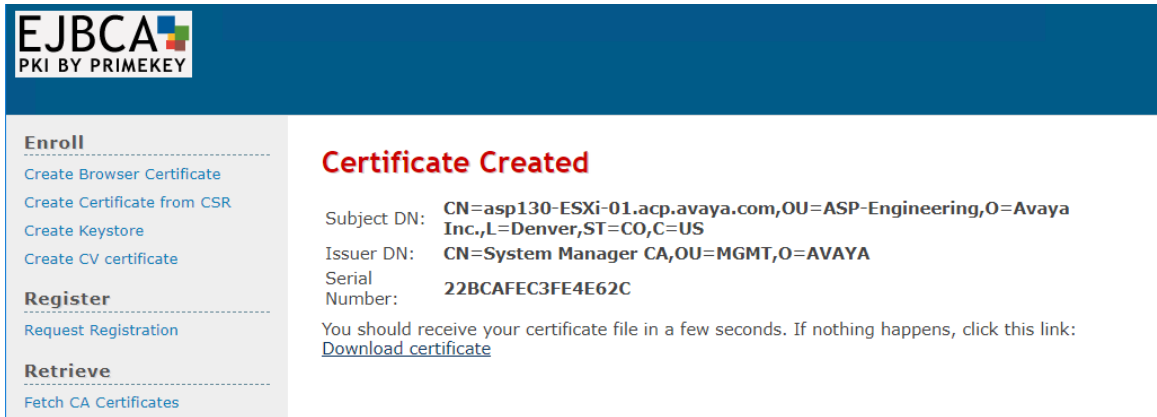 EJBCA
PKI BY PRIMEKEY
Enroll
Create Browser Certificate
Create Certificate from CSR
Create Keystore
Create CV certificate
Register
Request Registration
Retrieve
Fetch CA Certificates
Certificate Created
Subject DN: CN=asp130-ESXi-01.acp.avaya.com,OU=ASP-Engineering,O=Avaya
Inc.,L=Denver,ST=CO,C=US
Issuer DN: CN=System Manager CA,OU=MGMT,O=AVAYA
Serial
Number: 22BCAFEC3FE4E62C
You should receive your certificate file in a few seconds. If nothing happens, click this link:
Download certificate